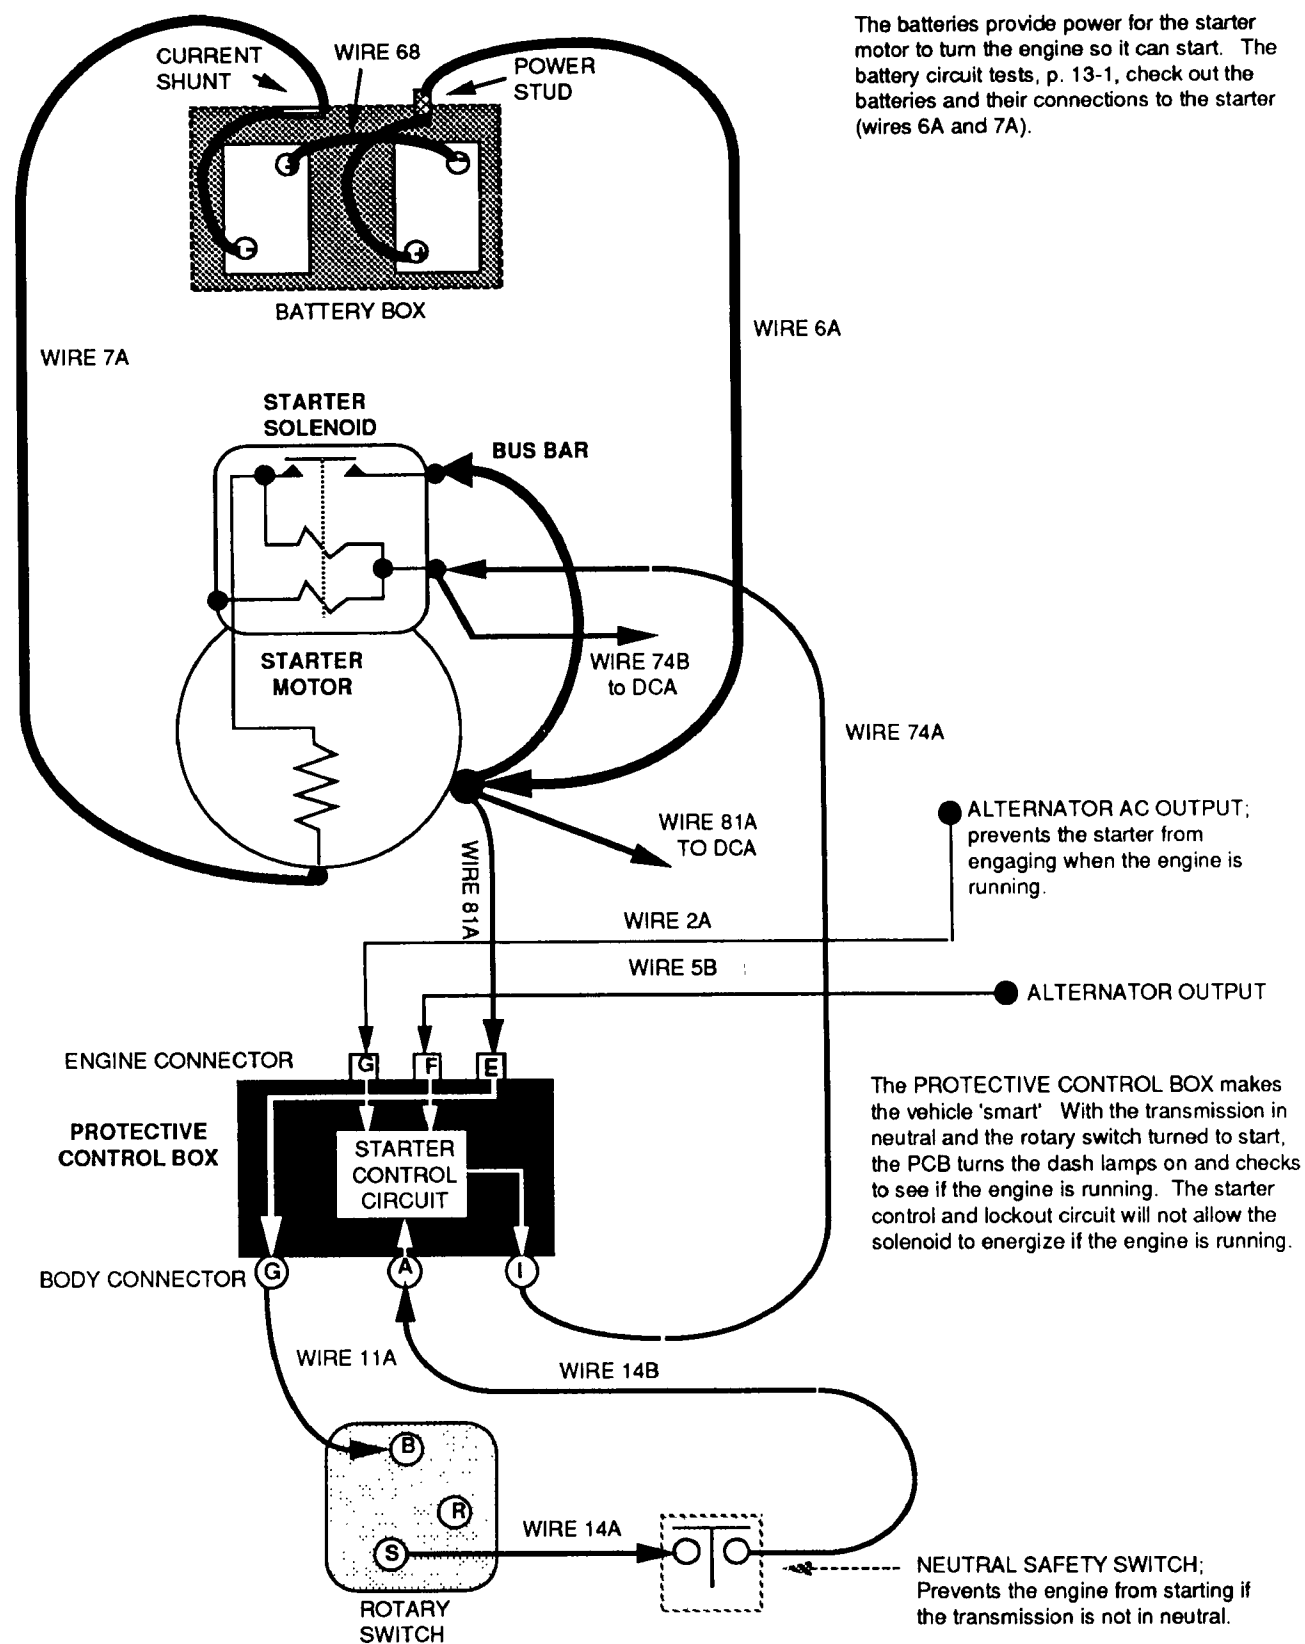 The batteries provide power for the starter
motor to turn the engine so it can start. The
battery circuit tests, p. 13-1, check out the
batteries and their connections to the starter
(wires 6A and 7A).
CURRENT
SHUNT
WIRE 68
POWER
STUD
+
-
-
+
BATTERY BOX
WIRE 7A
WIRE 6A
STARTER
SOLENOID
BUS BAR
STARTER
MOTOR
WIRE 74B
to DCA
WIRE 74A
WIRE 81A
TO DCA
WIRE 81A
ALTERNATOR AC OUTPUT;
prevents the starter from
engaging when the engine is
running.
WIRE 2A
WIRE 5B
ALTERNATOR OUTPUT
ENGINE CONNECTOR
G
F
E
PROTECTIVE
CONTROL BOX
STARTER
CONTROL
CIRCUIT
The PROTECTIVE CONTROL BOX makes
the vehicle 'smart' With the transmission in
neutral and the rotary switch turned to start,
the PCB turns the dash lamps on and checks
to see if the engine is running. The starter
control and lockout circuit will not allow the
solenoid to energize if the engine is running.
BODY CONNECTOR
G
A
I
WIRE 11A
WIRE 14B
B
R
S
WIRE 14A
ROTARY
SWITCH
NEUTRAL SAFETY SWITCH;
Prevents the engine from starting if
the transmission is not in neutral.